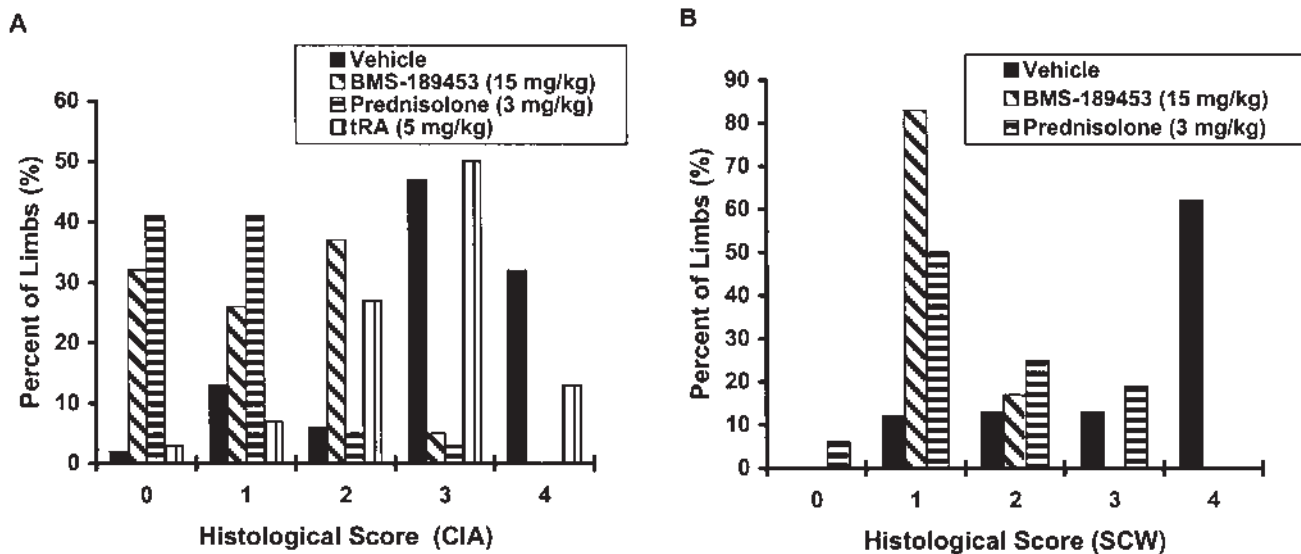 A
Vehicle
BMS-189453 (15 mg/kg)
Prednisolone (3 mg/kg)
tRA (5 mg/kg)
Percent of Limbs (%)
60
50
40
30
20
10
0
0 1 2 3 4
Histological Score (CIA)
B
Vehicle
BMS-189453 (15 mg/kg)
Prednisolone (3 mg/kg)
Percent of Limbs (%)
90
80
70
60
50
40
30
20
10
0
0 1 2 3 4
Histological Score (SCW)